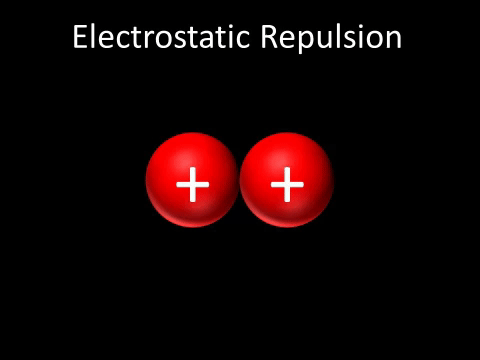 Electrostatic Repulsion
+ +